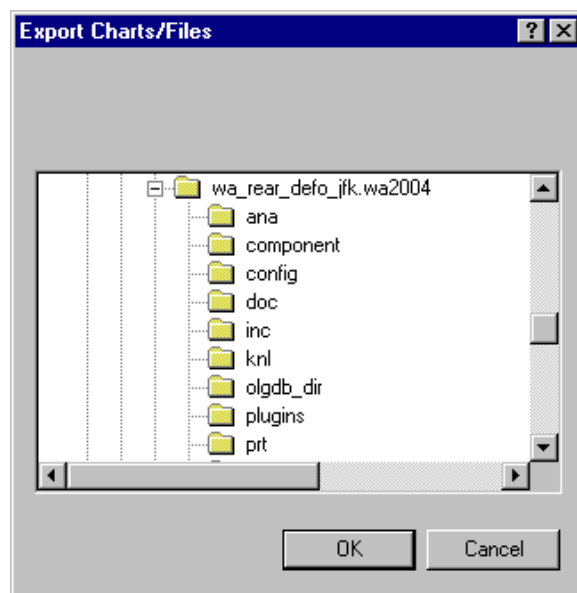 Export Charts/Files
wa_rear_defo_jfk.wa2004
ana
component
config
doc
inc
knl
olgdb_dir
plugins
prt
OK Cancel